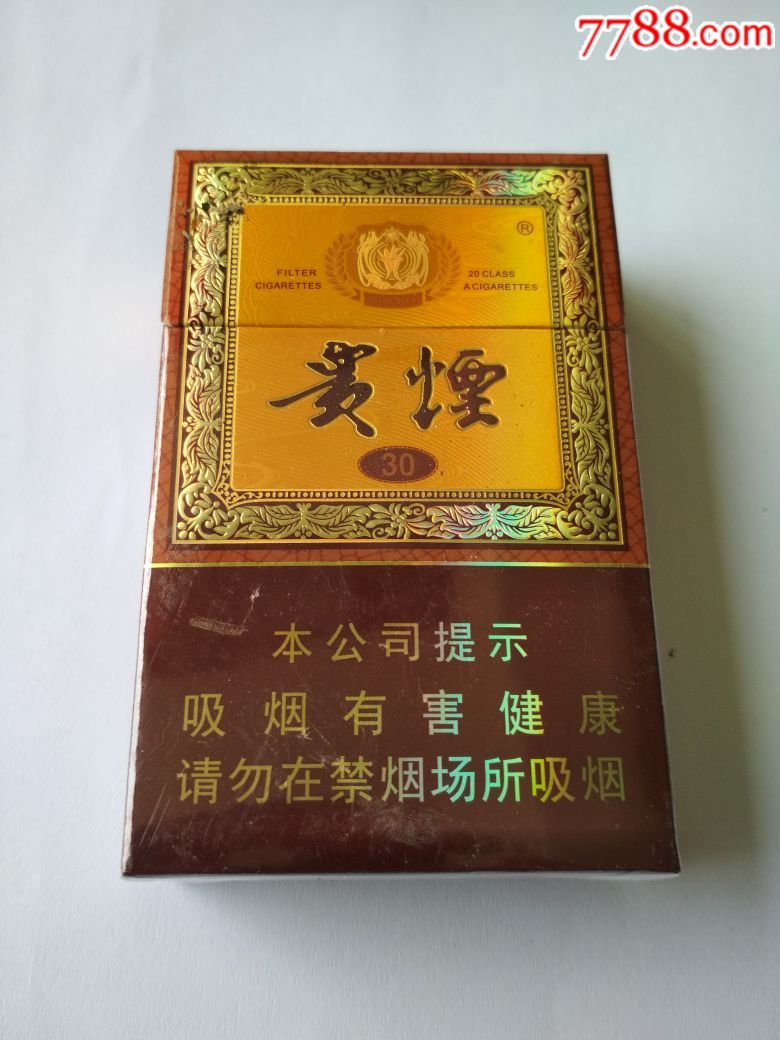 7788.com
®
FILTER 20 CLASS
CIGARETTES A CIGARETTES
貴煙
30
本公司提示
吸烟有害健康
请勿在禁烟场所吸烟